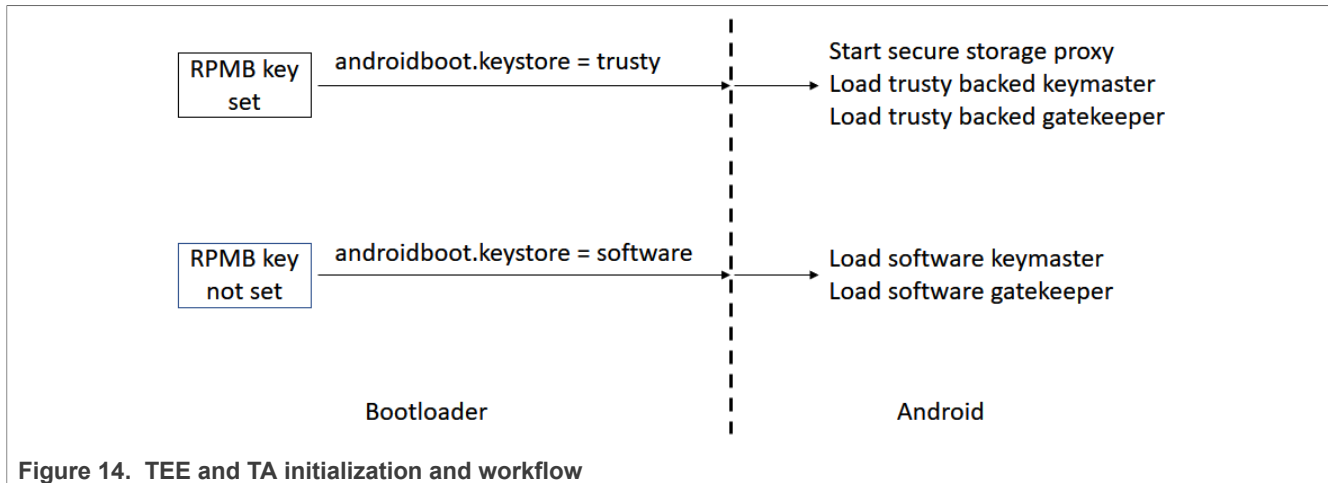 RPMB key
set
androidboot.keystore = trusty
Start secure storage proxy
Load trusty backed keymaster
Load trusty backed gatekeeper
RPMB key
not set
androidboot.keystore = software
Load software keymaster
Load software gatekeeper
Bootloader
Android
Figure 14. TEE and TA initialization and workflow